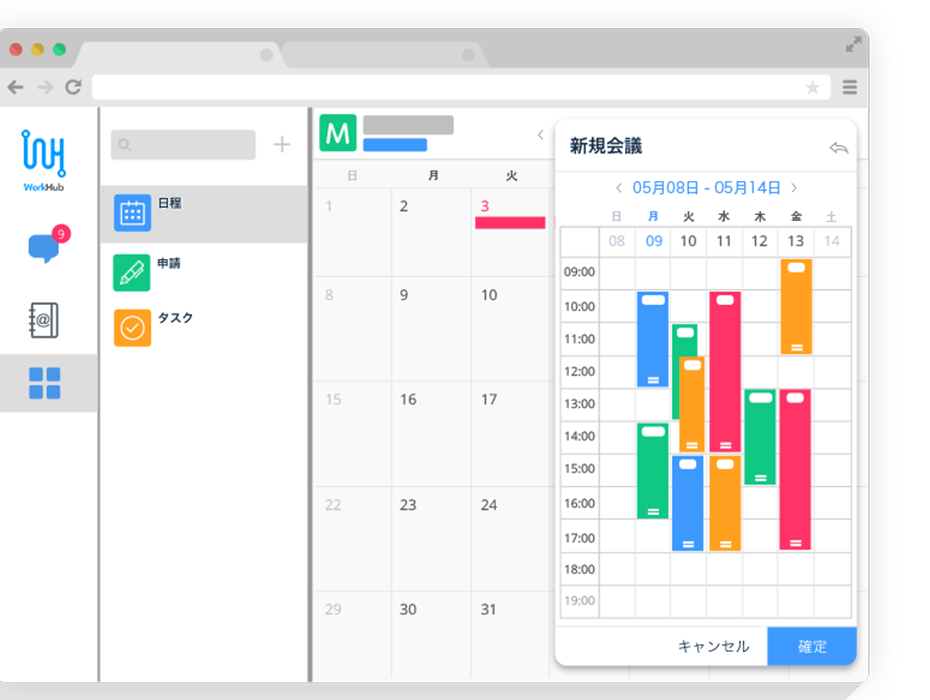 WorkHub
9
日程
申請
タスク
M
日 月 火
1 2 3
8 9 10
15 16 17
22 23 24
29 30 31
新規会議
05月08日 - 05月14日
日 月 火 水 木 金 土
08 09 10 11 12 13 14
09:00
10:00
11:00
12:00
13:00
14:00
15:00
16:00
17:00
18:00
19:00
キャンセル 確定